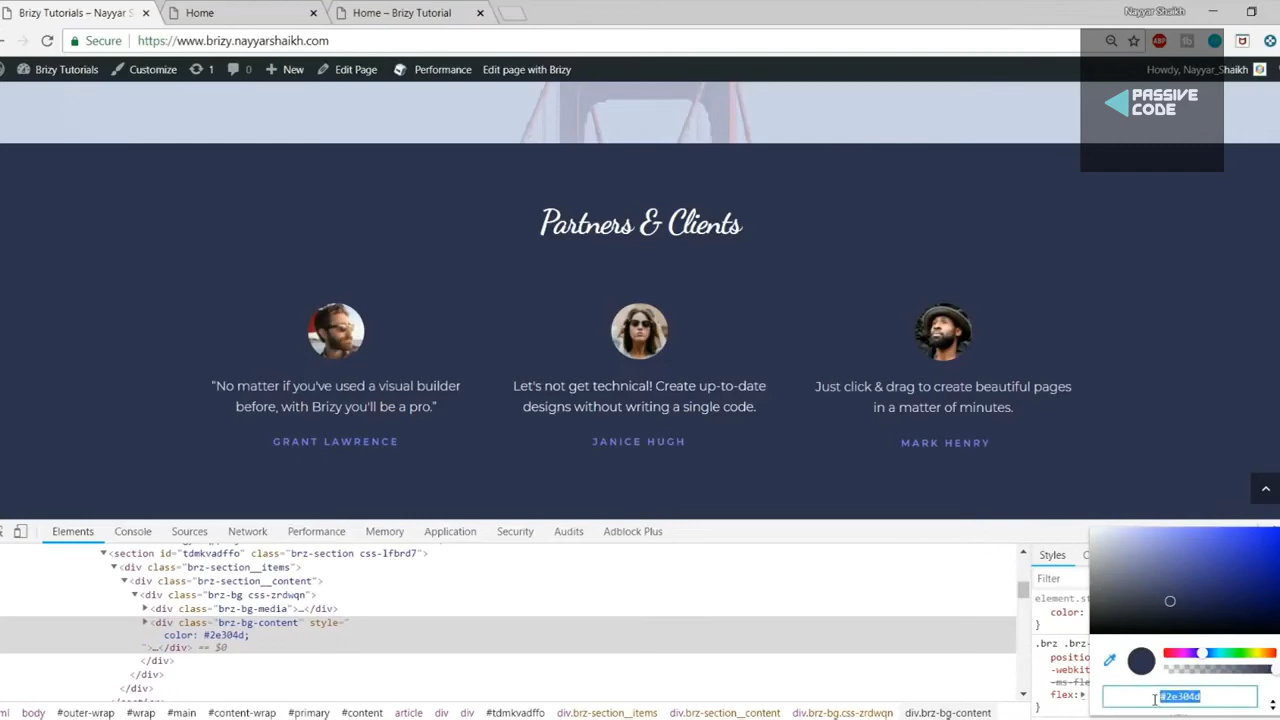 Brizy Tutorials – Nayyar S
Home
Home – Brizy Tutorial
Nayyar Shaikh
Secure
https://www.brizy.nayyarshaikh.com
Brizy Tutorials
Customize
1
0
New
Edit Page
Performance
Edit page with Brizy
Howdy, Nayyar_Shaikh
PASSIVE
CODE
Partners & Clients
"No matter if you've used a visual builder
before, with Brizy you'll be a pro."
GRANT LAWRENCE
Let's not get technical! Create up-to-date
designs without writing a single code.
JANICE HUGH
Just click & drag to create beautiful pages
in a matter of minutes.
MARK HENRY
Elements
Console
Sources
Network
Performance
Memory
Application
Security
Audits
Adblock Plus
<section id="tdmkvadffo" class="brz-section css-lfbrd7">
<div class="brz-section__items">
<div class="brz-section__content">
<div class="brz-bg css-zrdwqn">
<div class="brz-bg-media">…</div>
<div class="brz-bg-content" style="
color: #2e304d;
">…</div> == $0
</div>
</div>
</div>
Styles
Filter
element.st
color:
}
.brz .brz-
positio
-webkit
-ms-fle
flex:
}
#2e304d
ml
body
#outer-wrap
#wrap
#main
#content-wrap
#primary
#content
article
div
div
#tdmkvadffo
div.brz-section__items
div.brz-section__content
div.brz-bg.css-zrdwqn
div.brz-bg-content